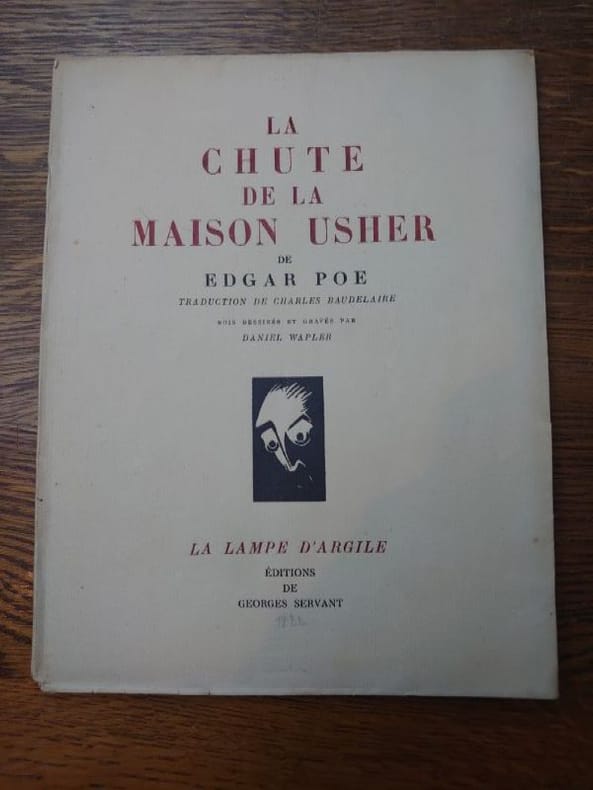 LA
CHUTE
DE LA
MAISON USHER
DE
EDGAR POE
TRADUCTION DE CHARLES BAUDELAIRE
BOIS DESSINÉS ET GRAVÉS PAR
DANIEL WAPLER
LA LAMPE D'ARGILE
ÉDITIONS
DE
GEORGES SERVANT